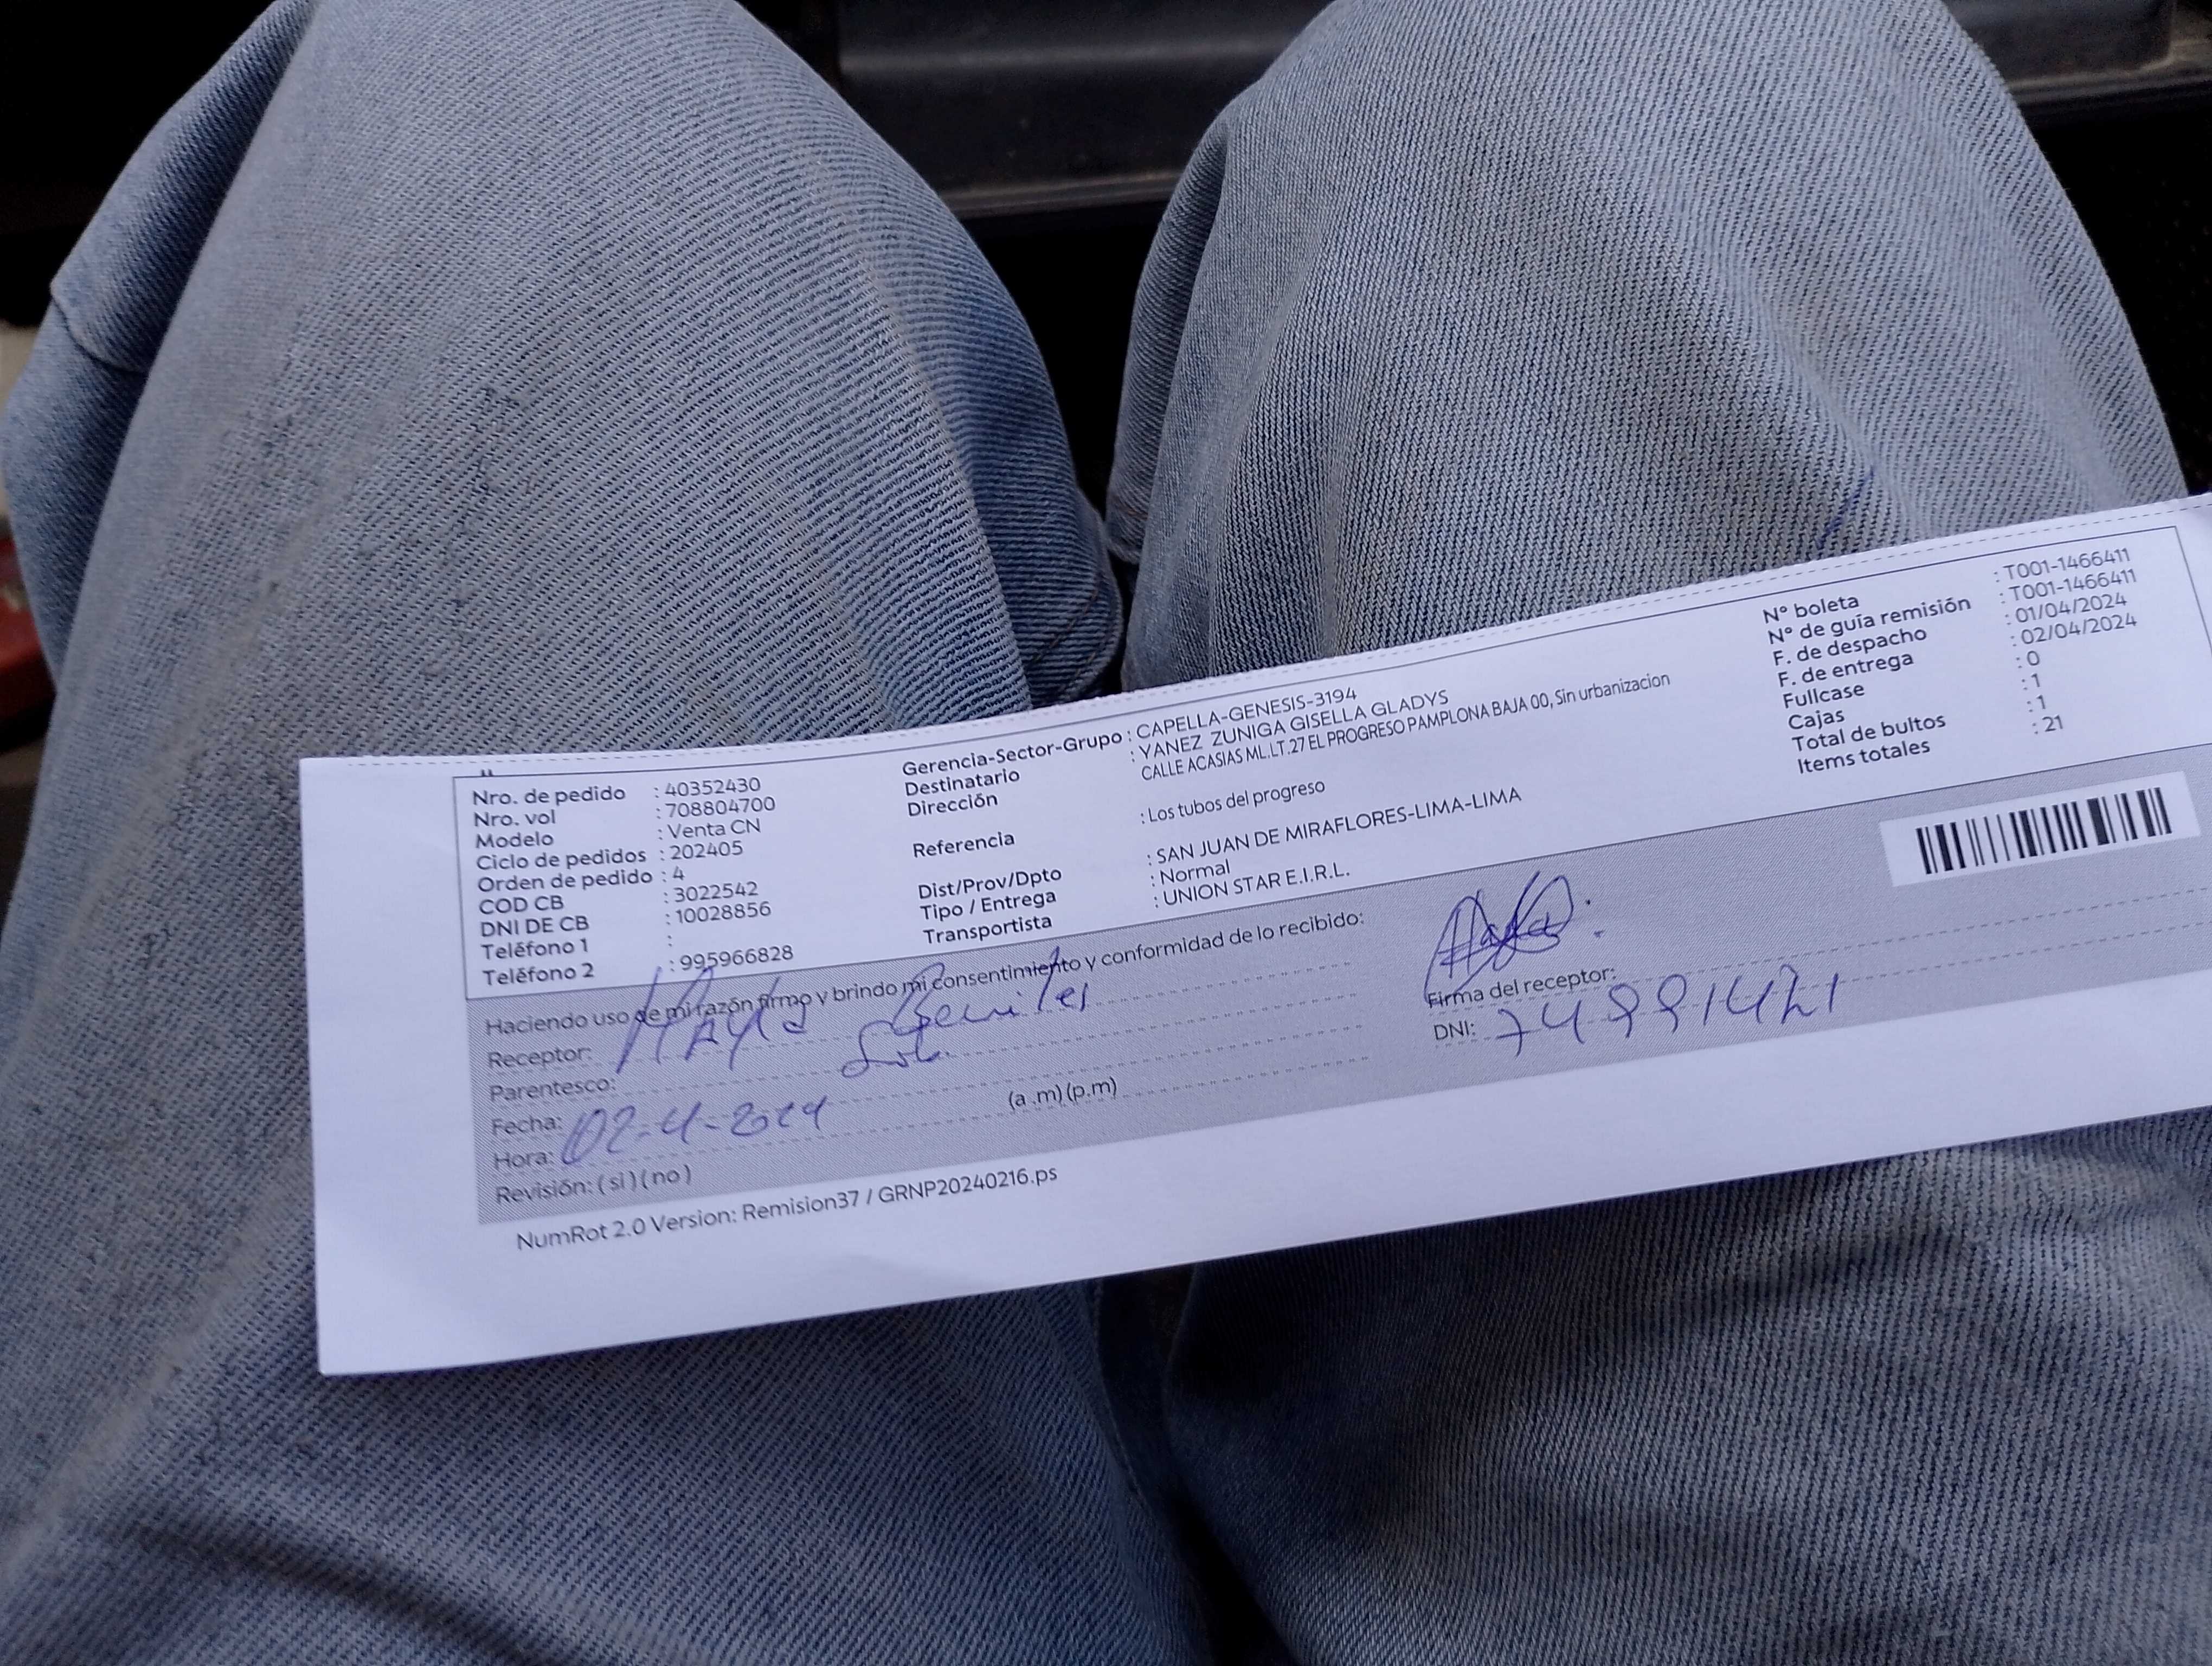 Nro. de pedido : 40352430
Nro. vol : 708804700
Modelo : Venta CN
Ciclo de pedidos : 202405
Orden de pedido : 4
COD CB : 3022542
DNI DE CB : 10028856
Teléfono 1 :
Teléfono 2 : 995966828
Gerencia-Sector-Grupo : CAPELLA-GENESIS-3194
Destinatario : YANEZ ZUNIGA GISELLA GLADYS
Dirección CALLE ACASIAS ML.LT.27 EL PROGRESO PAMPLONA BAJA 00, Sin urbanizacion
Referencia : Los tubos del progreso
Dist/Prov/Dpto : SAN JUAN DE MIRAFLORES-LIMA-LIMA
Tipo / Entrega : Normal
Transportista : UNION STAR E.I.R.L.
N° boleta : T001-1466411
N° de guía remisión : T001-1466411
F. de despacho : 01/04/2024
F. de entrega : 02/04/2024
Fullcase : 0
Cajas : 1
Total de bultos : 1
Items totales : 21
Haciendo uso de mi razón firmo y brindo mi consentimiento y conformidad de lo recibido:
Receptor:
Parentesco:
Fecha: 02-4-2024
Hora: (a .m) (p.m)
Revisión: ( si ) ( no )
Firma del receptor:
DNI:
NumRot 2.0 Version: Remision37 / GRNP20240216.ps